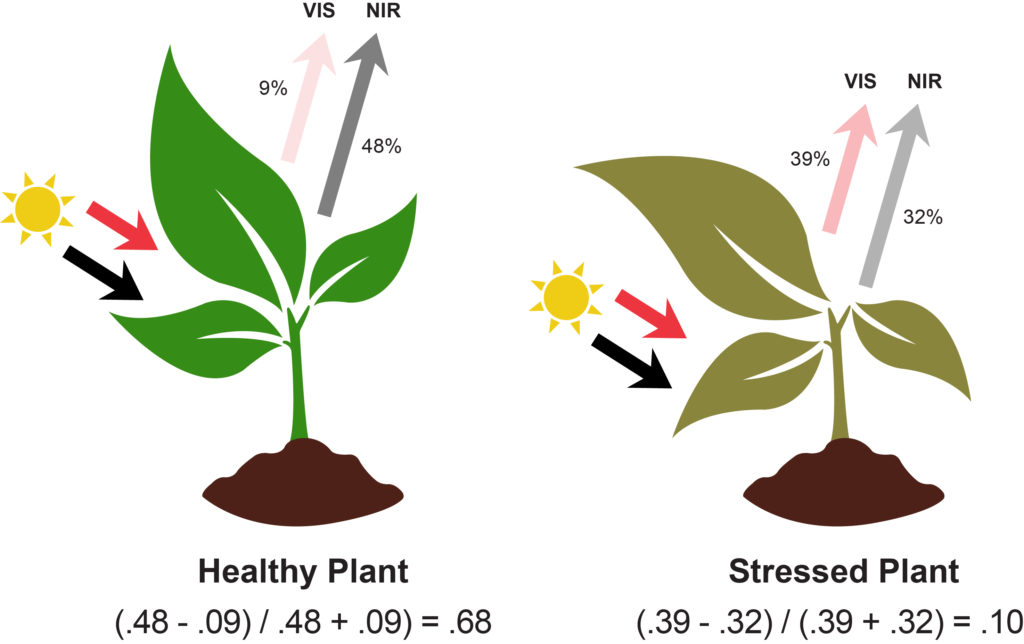 VIS NIR
9%
48%
VIS NIR
39%
32%
Healthy Plant
(.48 - .09) / .48 + .09) = .68
Stressed Plant
(.39 - .32) / (.39 + .32) = .10